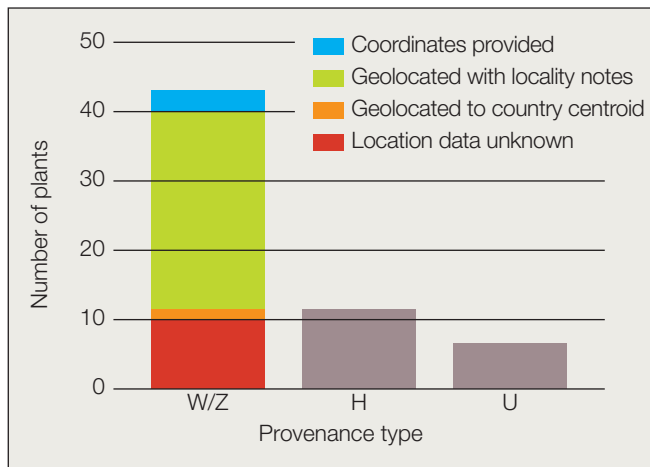 50
40
30
20
10
0
Number of plants
Coordinates provided
Geolocated with locality notes
Geolocated to country centroid
Location data unknown
W/Z H U
Provenance type